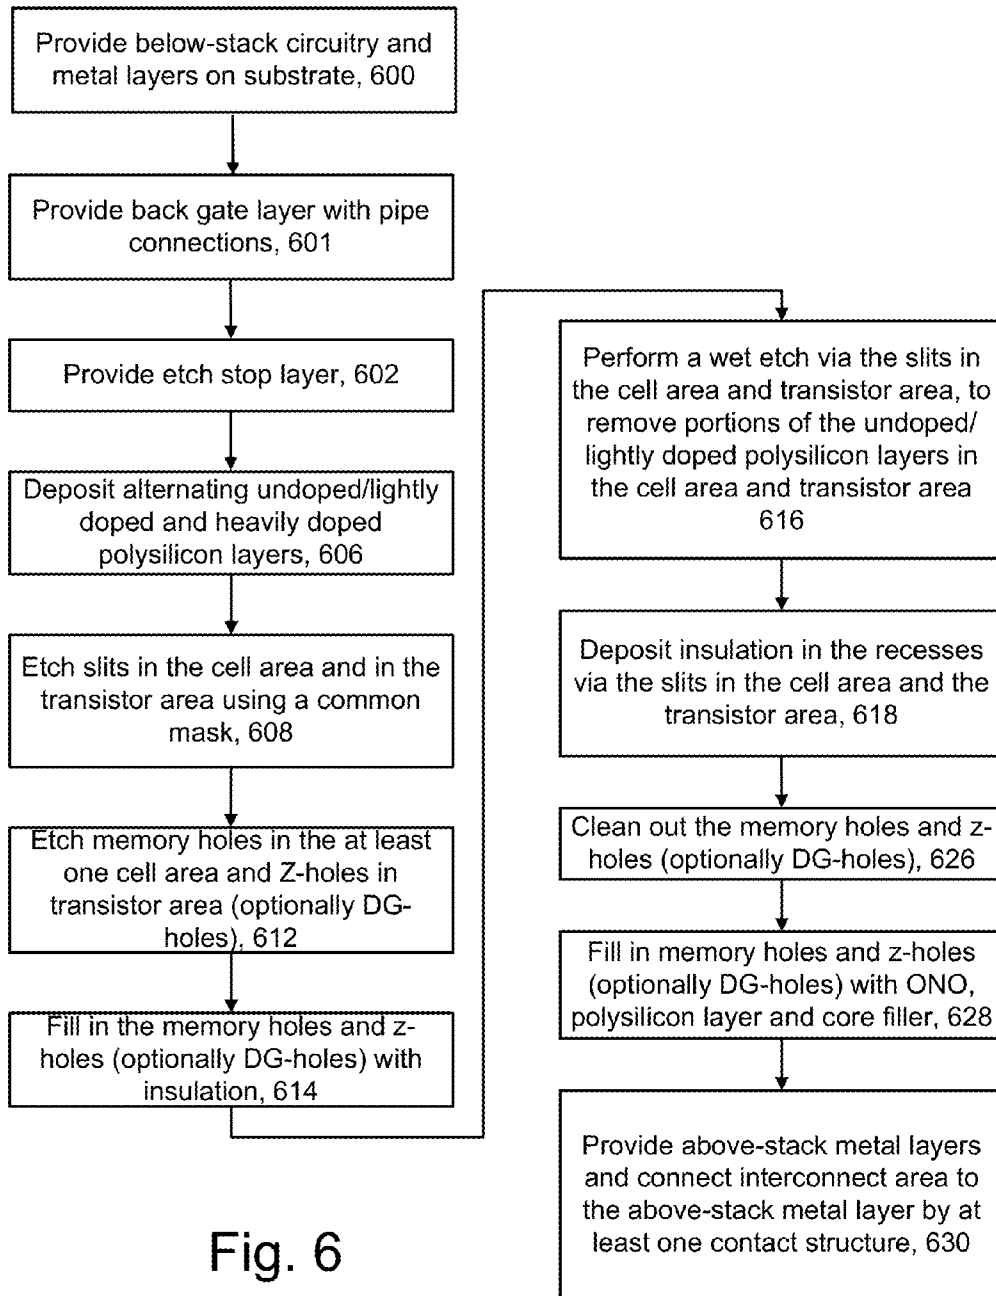 Provide below-stack circuitry and
metal layers on substrate, 600
Provide back gate layer with pipe
connections, 601
Provide etch stop layer, 602
Deposit alternating undoped/lightly
doped and heavily doped
polysilicon layers, 606
Etch slits in the cell area and in the
transistor area using a common
mask, 608
Etch memory holes in the at least
one cell area and Z-holes in
transistor area (optionally DG-
holes), 612
Fill in the memory holes and z-
holes (optionally DG-holes) with
insulation, 614
Perform a wet etch via the slits in
the cell area and transistor area, to
remove portions of the undoped/
lightly doped polysilicon layers in
the cell area and transistor area
616
Deposit insulation in the recesses
via the slits in the cell area and the
transistor area, 618
Clean out the memory holes and z-
holes (optionally DG-holes), 626
Fill in memory holes and z-holes
(optionally DG-holes) with ONO,
polysilicon layer and core filler, 628
Provide above-stack metal layers
and connect interconnect area to
the above-stack metal layer by at
least one contact structure, 630
Fig. 6